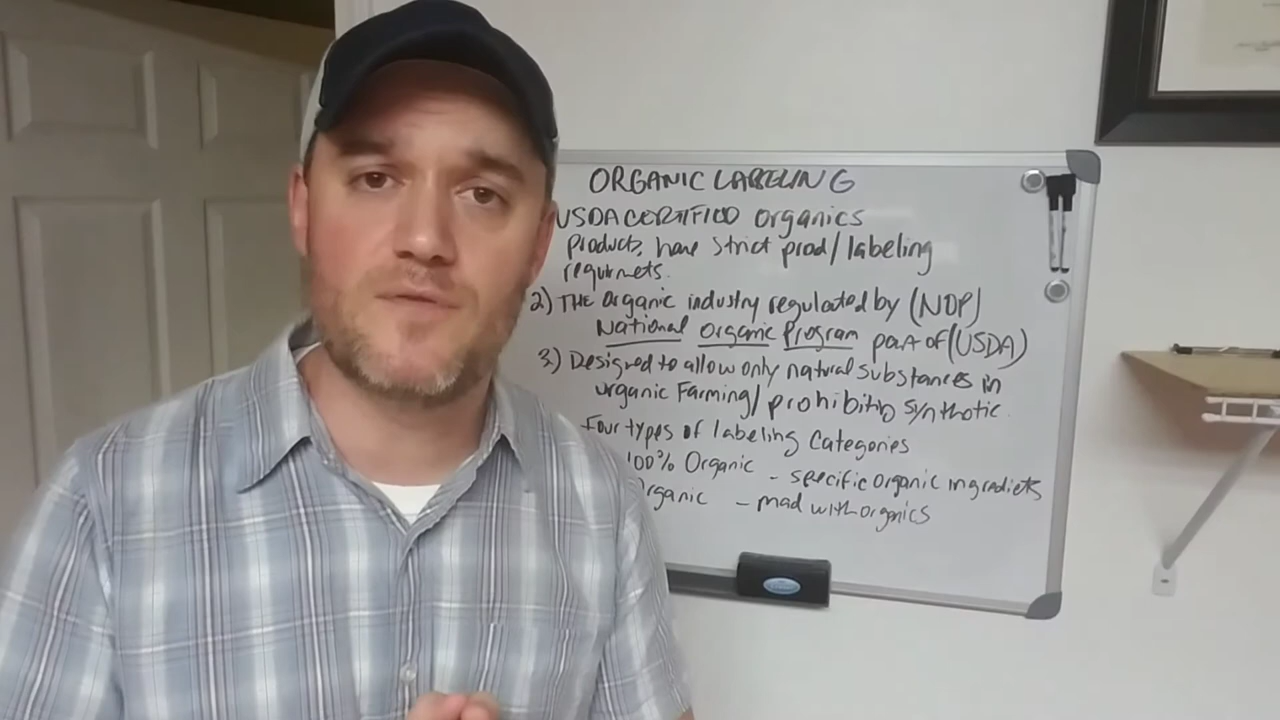 ORGANIC LABELING
USDA CERTIFIED Organics
Products have strict prod/labeling
requirmets.
2) THE Organic industry regulated by (NOP)
National Organic Program part of (USDA)
3) Designed to allow only natural substances in
organic Farming/prohibiting synthetic.
Four types of labeling Categories
100% Organic - specific organic ingrediets
Organic - mad with organics